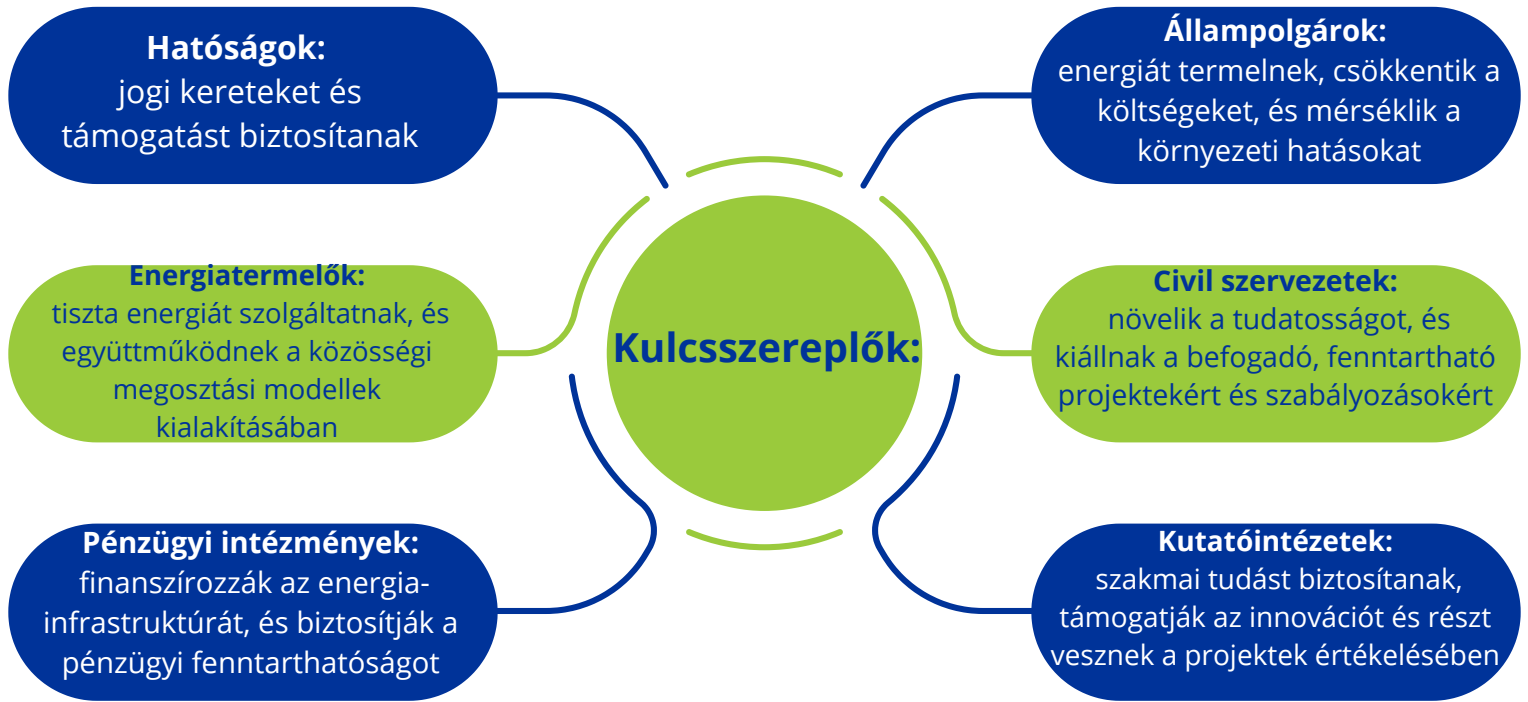 Hatóságok:
jogi kereteket és
támogatást biztosítanak
Állampolgárok:
energiát termelnek, csökkentik a
költségeket, és mérséklik a
környezeti hatásokat
Energiatermelők:
tiszta energiát szolgáltatnak, és
együttműködnek a közösségi
megosztási modellek
kialakításában
Kulcsszereplők:
Civil szervezetek:
növelik a tudatosságot, és
kiállnak a befogadó, fenntartható
projektekért és szabályozásokért
Pénzügyi intézmények:
finanszírozzák az energia-
infrastruktúrát, és biztosítják a
pénzügyi fenntarthatóságot
Kutatóintézetek:
szakmai tudást biztosítanak,
támogatják az innovációt és részt
vesznek a projektek értékelésében